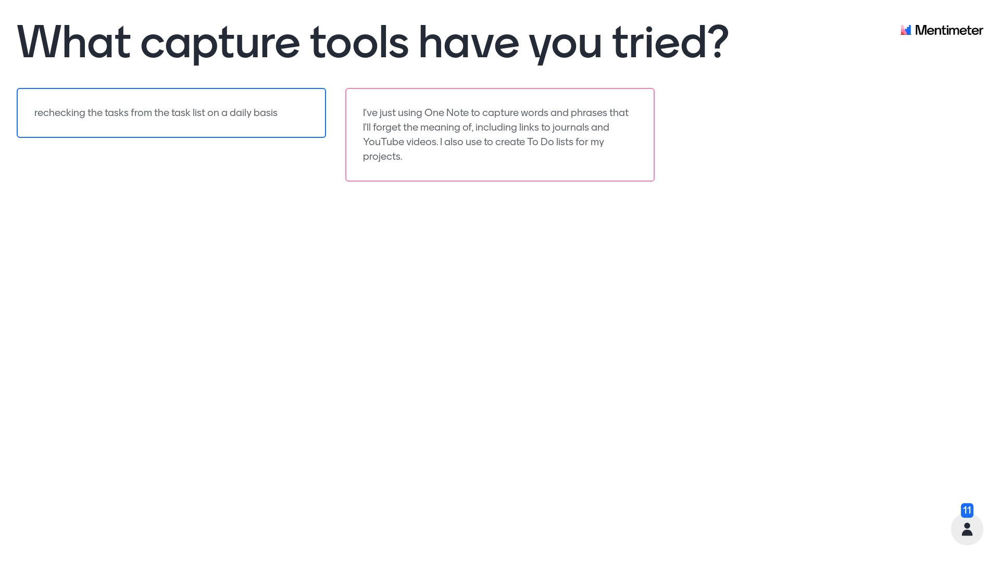 What capture tools have you tried?
Mentimeter
rechecking the tasks from the task list on a daily basis
I've just using One Note to capture words and phrases that
I'll forget the meaning of, including links to journals and
YouTube videos. I also use to create To Do lists for my
projects.
11